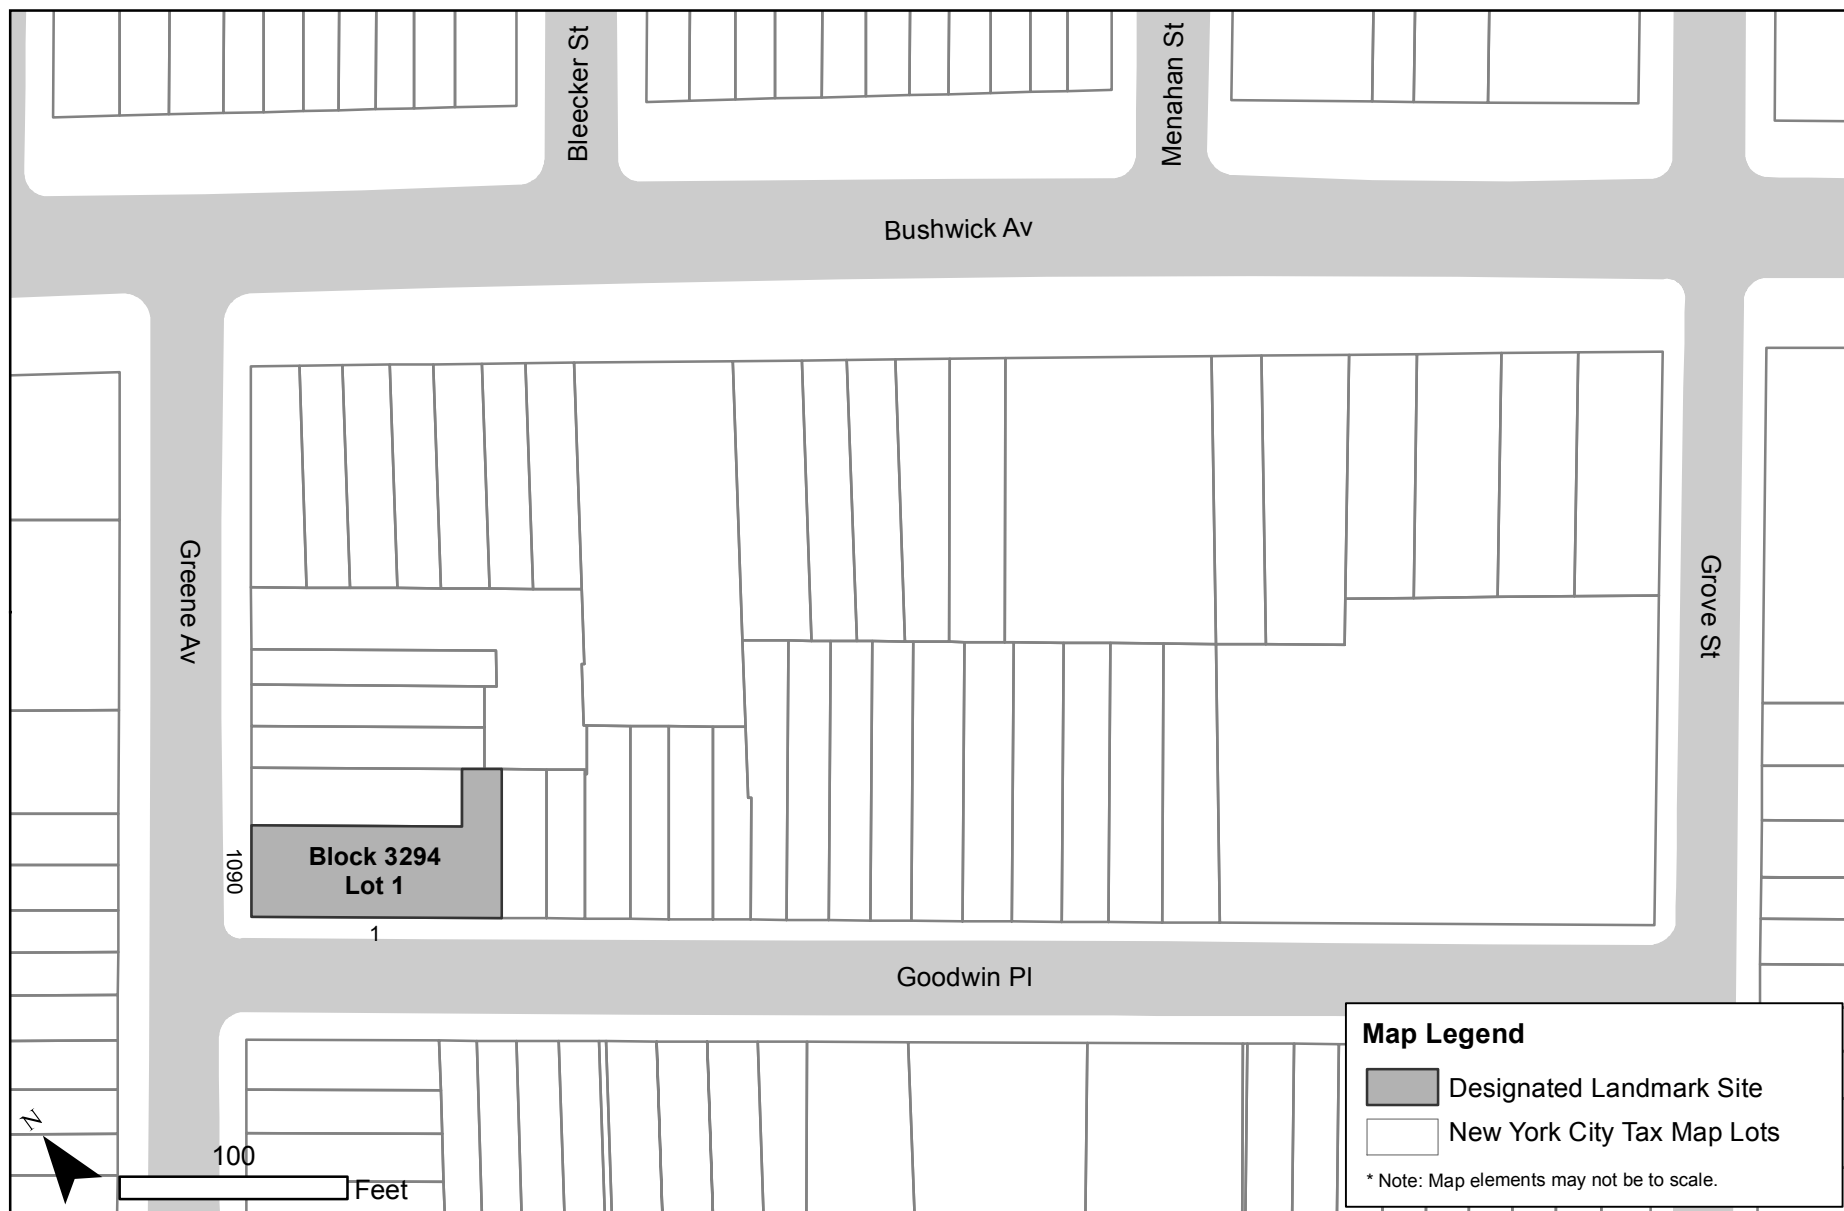 Bleecker St
Menahan St
Bushwick Av
Greene Av
Grove St
1090
Block 3294
Lot 1
1
Goodwin Pl
Map Legend
Designated Landmark Site
New York City Tax Map Lots
* Note: Map elements may not be to scale.
N
100
Feet